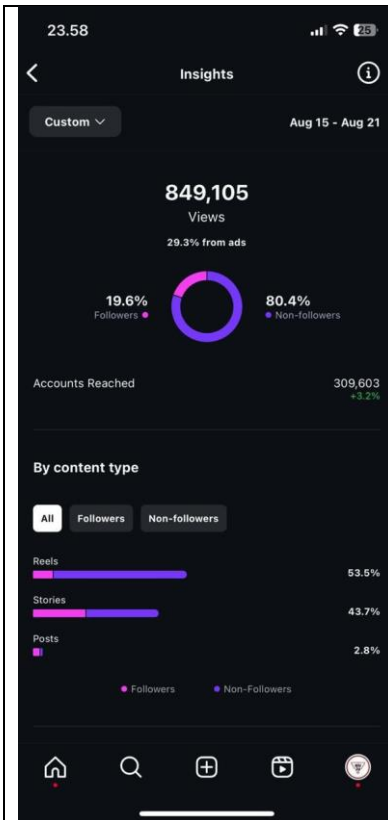 23.58
25
Insights
Custom
Aug 15 - Aug 21
849,105
Views
29.3% from ads
19.6%
Followers
80.4%
Non-followers
Accounts Reached
309,603
+3.2%
By content type
All Followers Non-followers
Reels
53.5%
Stories
43.7%
Posts
2.8%
Followers Non-Followers